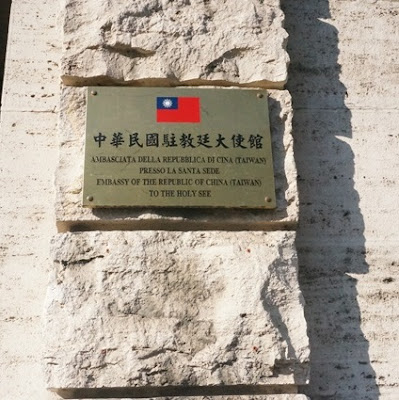 中華民國駐教廷大使館
AMBASCIATA DELLA REPUBBLICA DI CINA (TAIWAN)
PRESSO LA SANTA SEDE
EMBASSY OF THE REPUBLIC OF CHINA (TAIWAN)
TO THE HOLY SEE